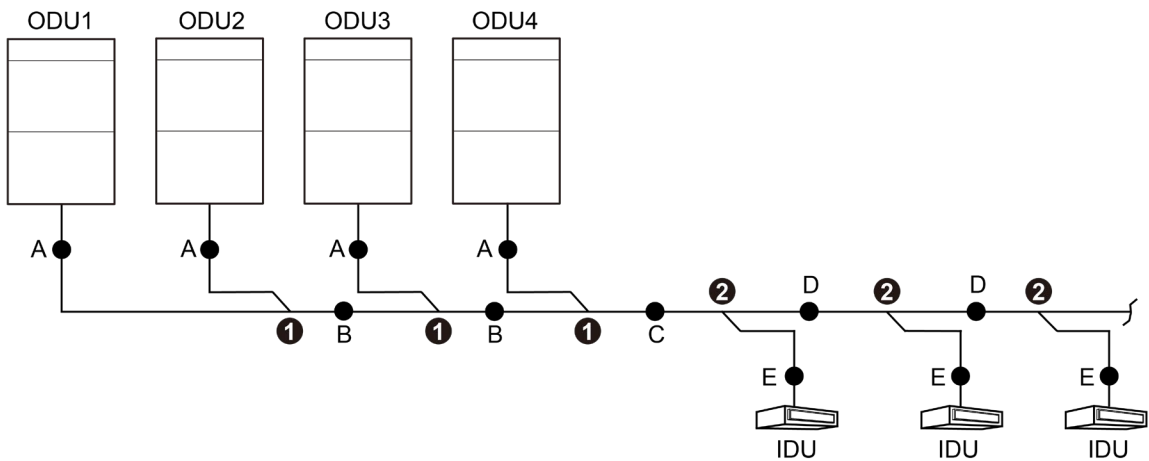 ODU1 ODU2 ODU3 ODU4
A A A A
2 D 2 D 2
1 B 1 B 1 C
E E E
IDU IDU IDU